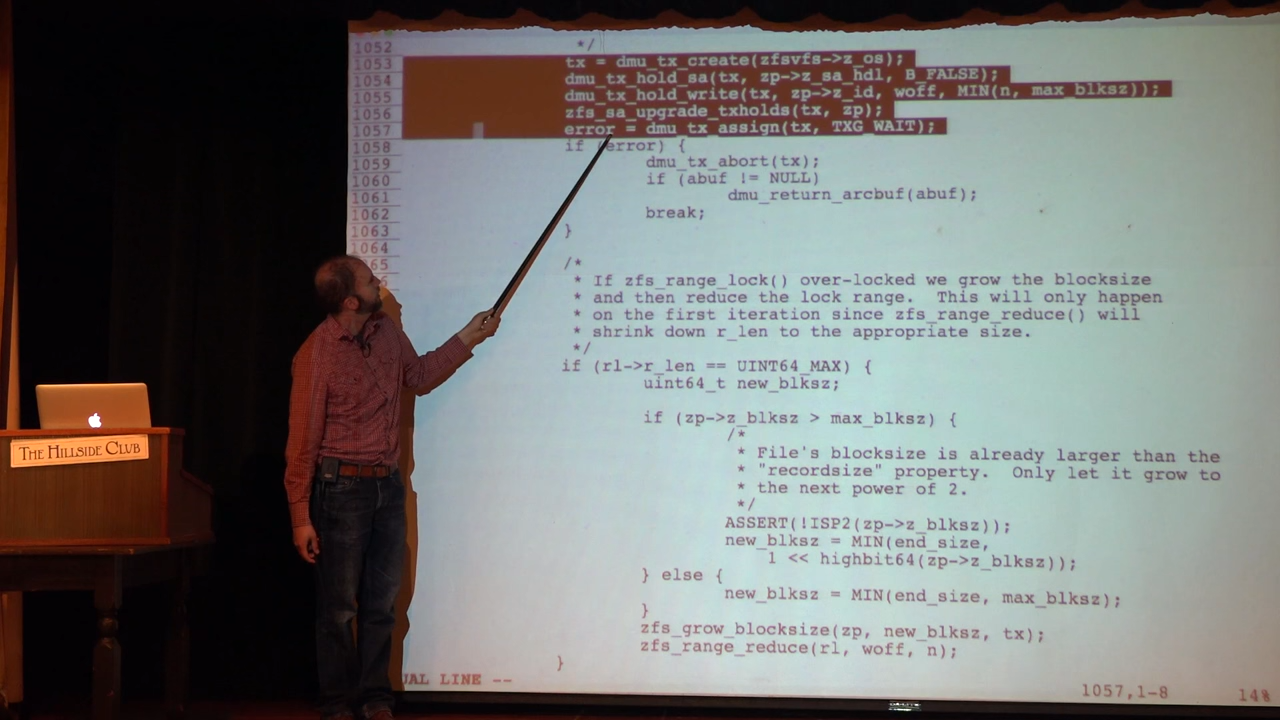 1052 */
1053 tx = dmu_tx_create(zfsvfs->z_os);
1054 dmu_tx_hold_sa(tx, zp->z_sa_hdl, B_FALSE);
1055 dmu_tx_hold_write(tx, zp->z_id, woff, MIN(n, max_blksz));
1056 zfs_sa_upgrade_txholds(tx, zp);
1057 error = dmu_tx_assign(tx, TXG_WAIT);
1058 if (error) {
1059 dmu_tx_abort(tx);
1060 if (abuf != NULL)
1061 dmu_return_arcbuf(abuf);
1062 break;
1063 }
1064
65 /*
* If zfs_range_lock() over-locked we grow the blocksize
* and then reduce the lock range.  This will only happen
* on the first iteration since zfs_range_reduce() will
* shrink down r_len to the appropriate size.
*/
if (rl->r_len == UINT64_MAX) {
uint64_t new_blksz;
if (zp->z_blksz > max_blksz) {
/*
* File's blocksize is already larger than the
* "recordsize" property.  Only let it grow to
* the next power of 2.
*/
ASSERT(!ISP2(zp->z_blksz));
new_blksz = MIN(end_size,
1 << highbit64(zp->z_blksz));
} else {
new_blksz = MIN(end_size, max_blksz);
}
zfs_grow_blocksize(zp, new_blksz, tx);
zfs_range_reduce(rl, woff, n);
}
UAL LINE --
1057,1-8
14%
THE HILLSIDE CLUB